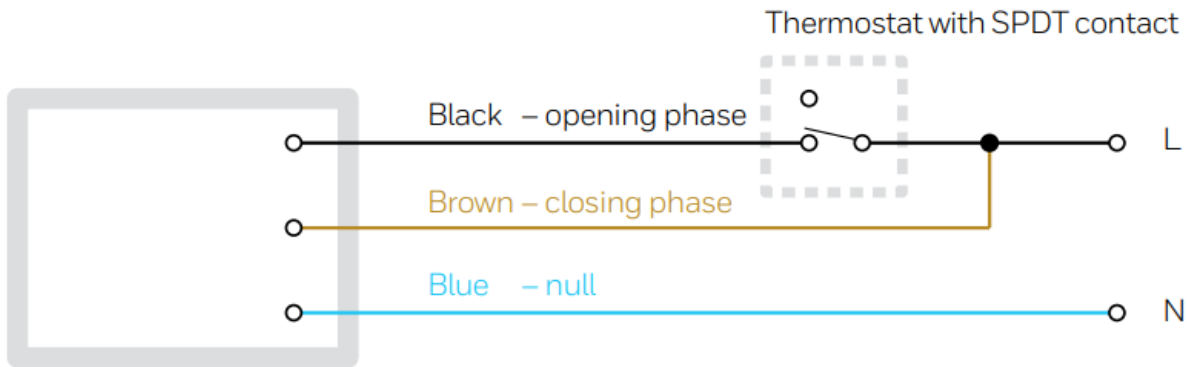 Thermostat with SPDT contact
Black – opening phase
L
Brown – closing phase
Blue – null
N